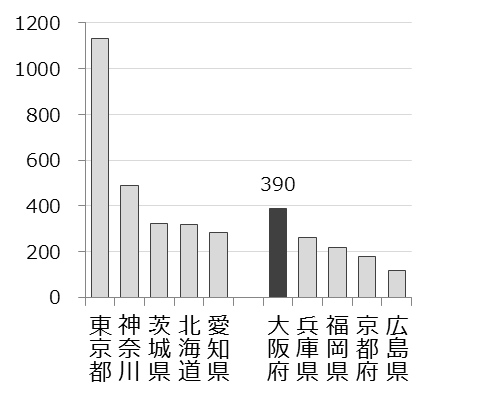 1200
1000
800
600
400
200
0
390
東京都
神奈川
茨城県
北海道
愛知県
大阪府
兵庫県
福岡県
京都府
広島県